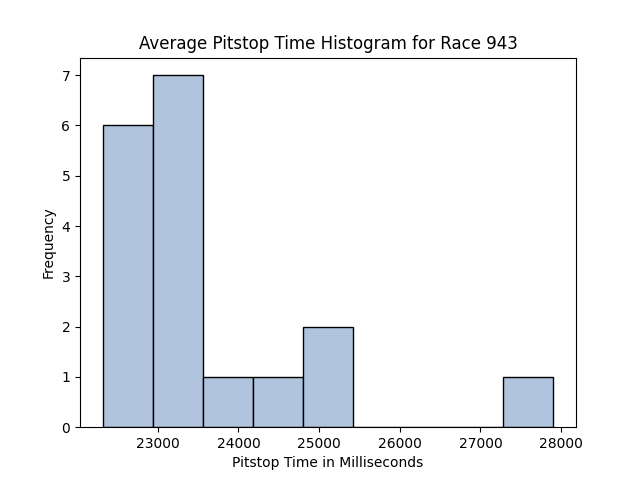 Average Pitstop Time Histogram for Race 943
7
6
5
4
3
2
1
0
Frequency
23000 24000 25000 26000 27000 28000
Pitstop Time in Milliseconds